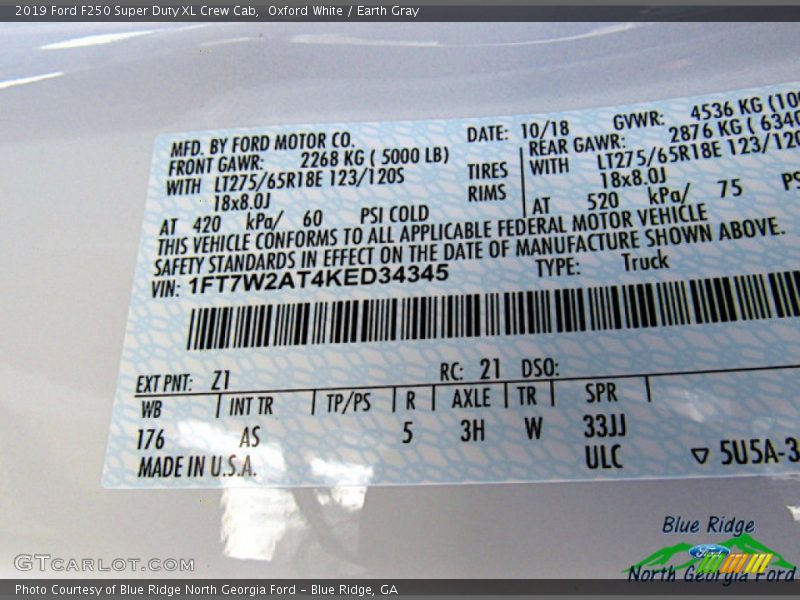 2019 Ford F250 Super Duty XL Crew Cab,  Oxford White / Earth Gray
MFD. BY FORD MOTOR CO.
DATE: 10/18
GVWR: 4536 KG
FRONT GAWR: 2268 KG ( 5000 LB)
REAR GAWR: 2876 KG (
WITH LT275/65R18E 123/120S
TIRES
WITH LT275/65R18E
18x8.0J
RIMS
18x8.0J
AT 420 kPa/ 60 PSI COLD
AT 520 kPa/ 75
THIS VEHICLE CONFORMS TO ALL APPLICABLE FEDERAL MOTOR VEHICLE
SAFETY STANDARDS IN EFFECT ON THE DATE OF MANUFACTURE SHOWN ABOVE.
VIN: 1FT7W2AT4KED34345
TYPE: Truck
EXT PNT: Z1
RC: 21 DSO:
WB INT TR TP/PS R AXLE TR SPR
176 AS 5 3H W 33JJ
MADE IN U.S.A.
ULC
▽ 5U5A-3
Blue Ridge
Ford
North Georgia Ford
GTcarlot.com
Photo Courtesy of Blue Ridge North Georgia Ford – Blue Ridge, GA